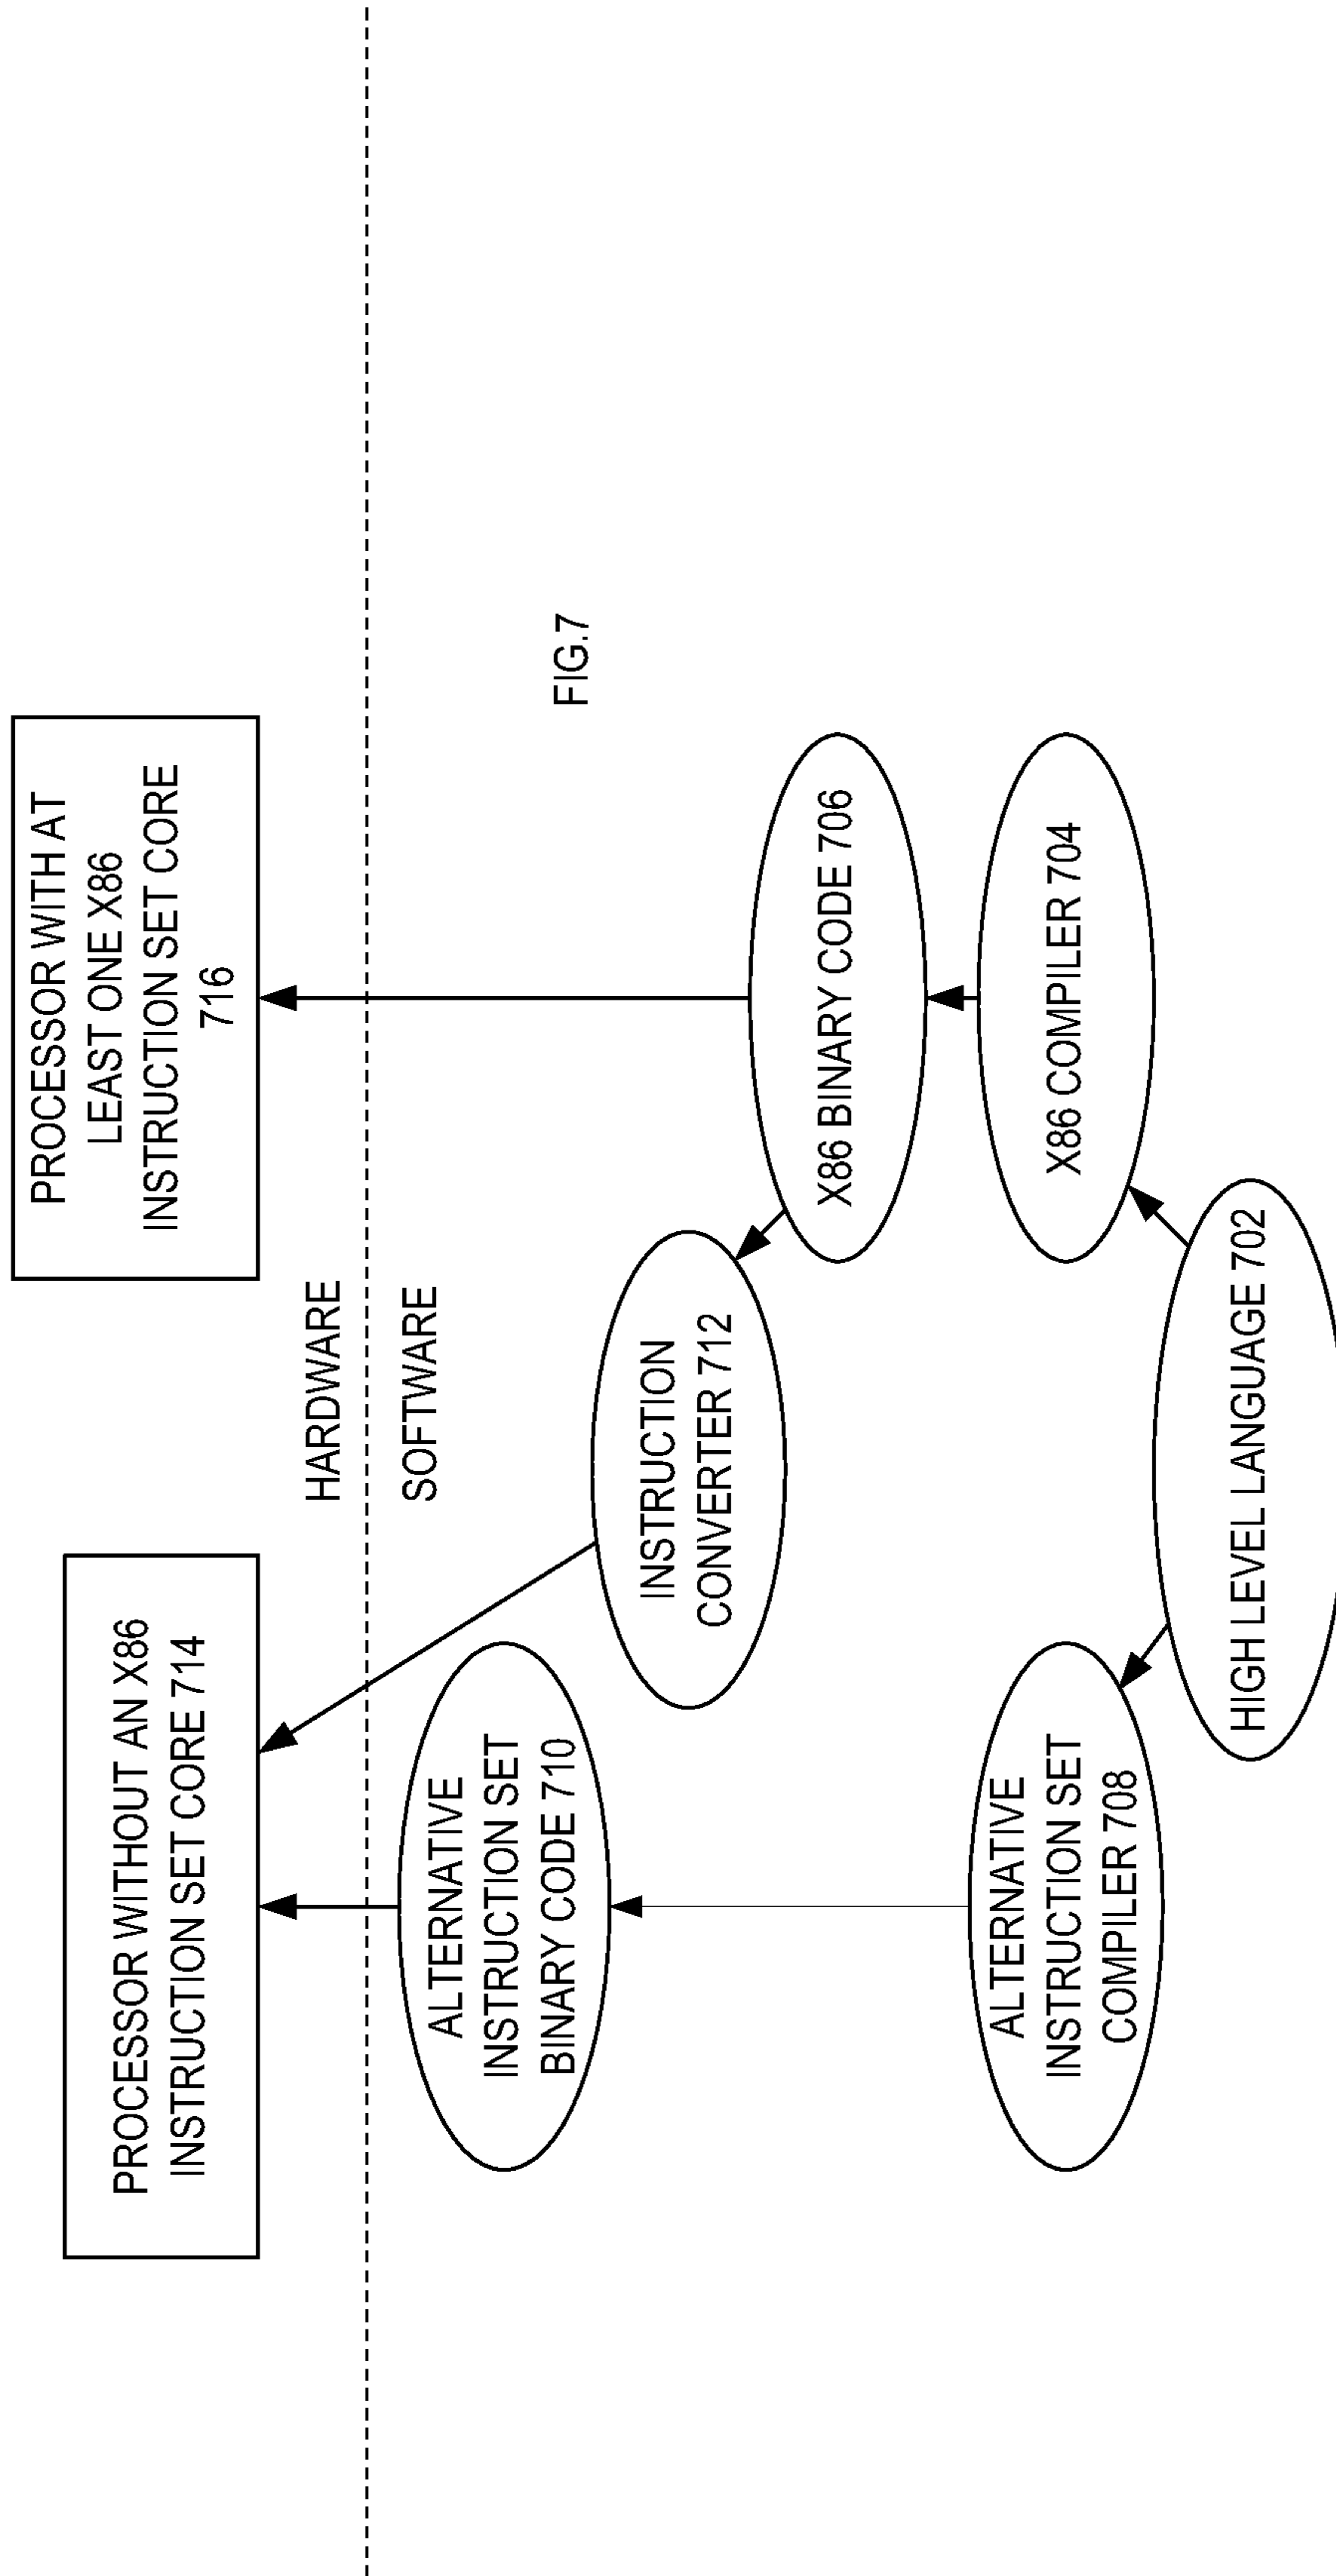 PROCESSOR WITHOUT AN X86
INSTRUCTION SET CORE 714
PROCESSOR WITH AT
LEAST ONE X86
INSTRUCTION SET CORE
716
HARDWARE
SOFTWARE
ALTERNATIVE
INSTRUCTION SET
BINARY CODE 710
FIG.7
INSTRUCTION
CONVERTER 712
X86 BINARY CODE 706
ALTERNATIVE
INSTRUCTION SET
COMPILER 708
X86 COMPILER 704
HIGH LEVEL LANGUAGE 702